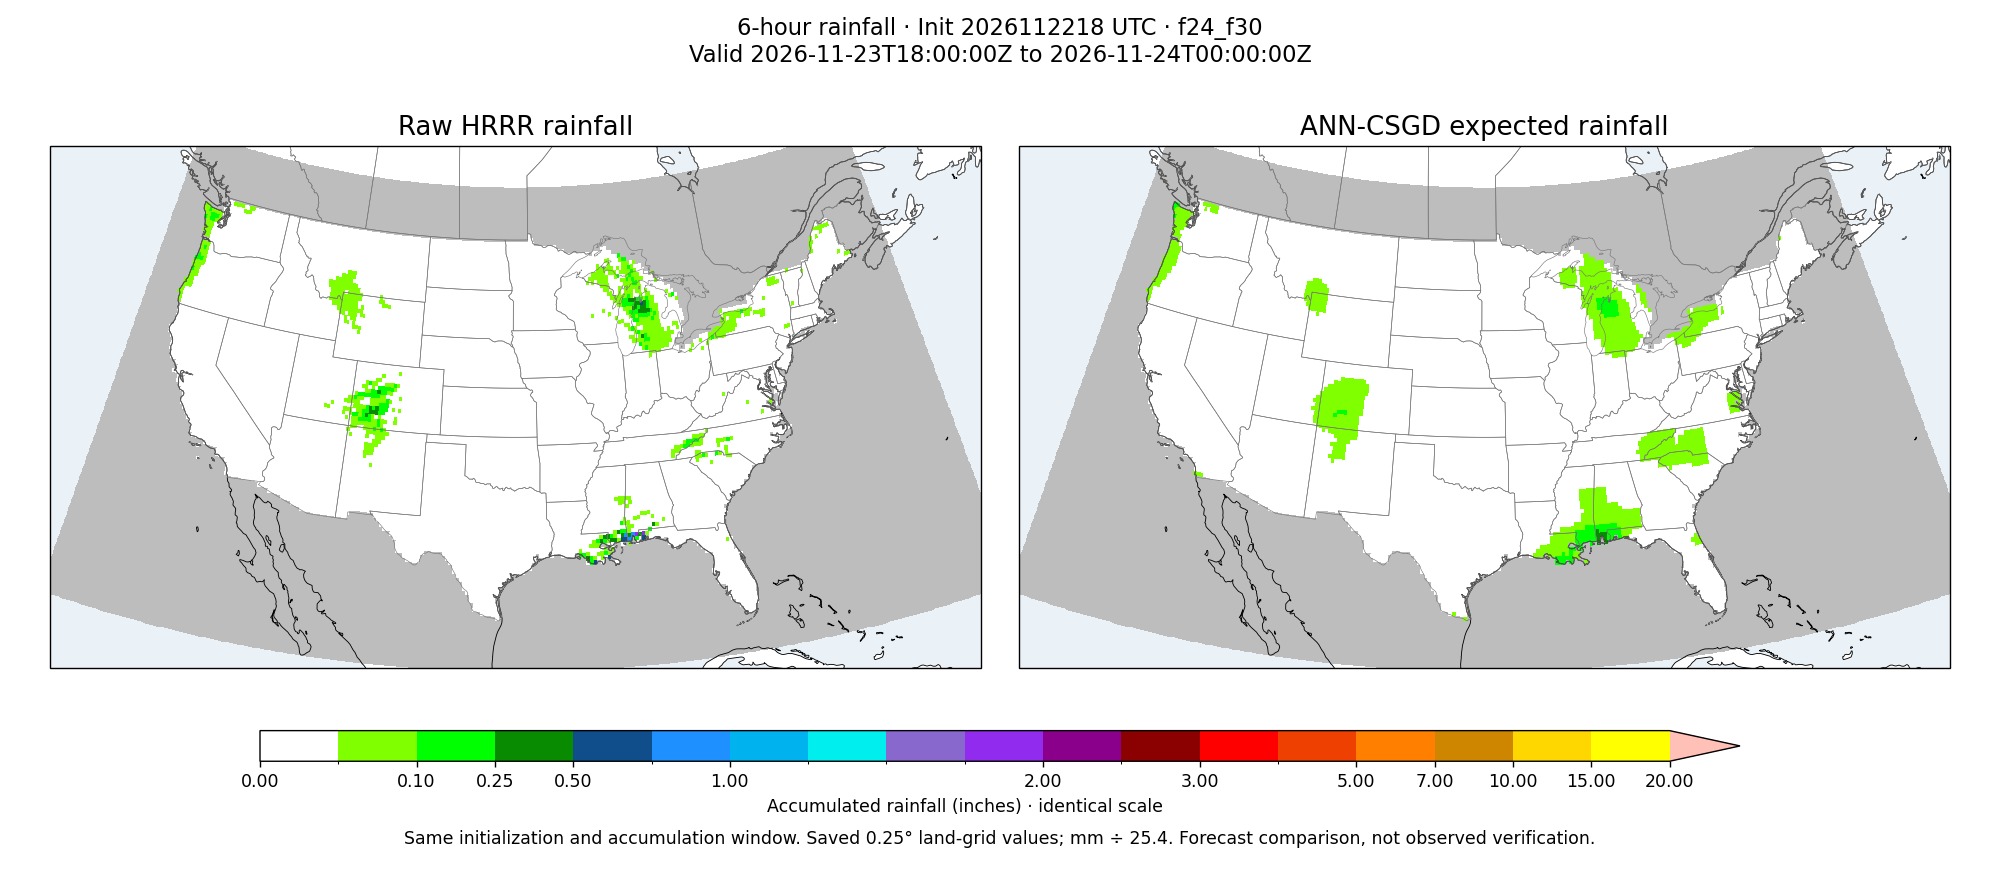 6-hour rainfall · Init 2026112218 UTC · f24_f30
Valid 2026-11-23T18:00:00Z to 2026-11-24T00:00:00Z
Raw HRRR rainfall
ANN-CSGD expected rainfall
0.00 0.10 0.25 0.50 1.00 2.00 3.00 5.00 7.00 10.00 15.00 20.00
Accumulated rainfall (inches) · identical scale
Same initialization and accumulation window. Saved 0.25° land-grid values; mm ÷ 25.4. Forecast comparison, not observed verification.